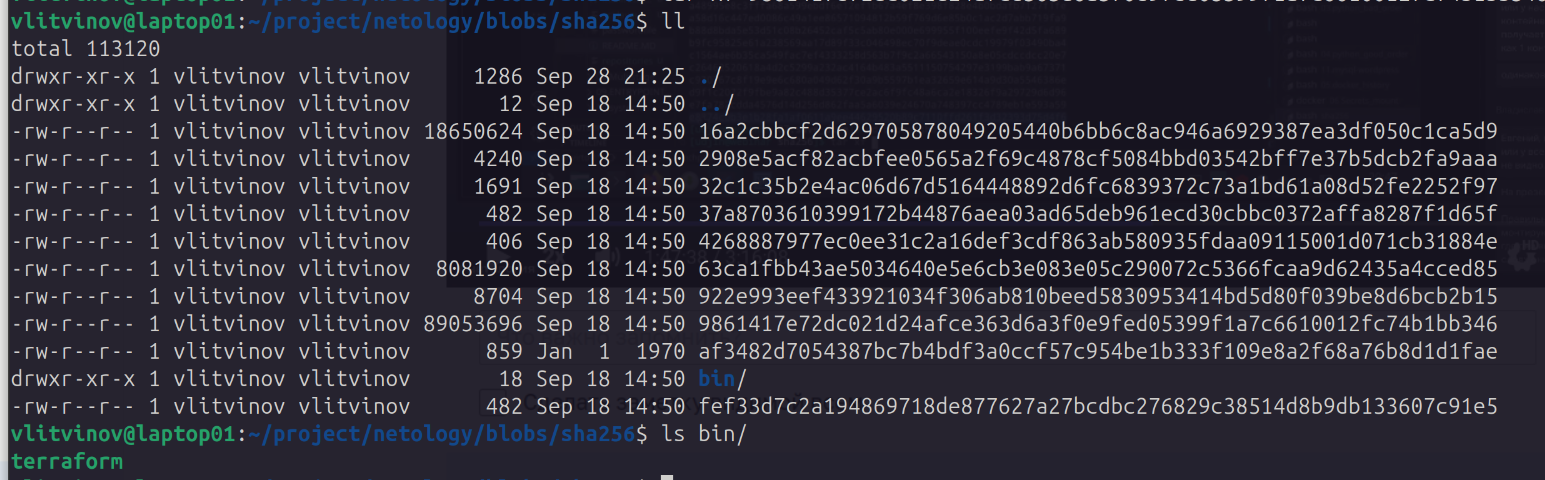 vlitvinov@laptop01:~/project/netology/blobs/sha256$ ll
total 113120
drwxr-xr-x 1 vlitvinov vlitvinov     1286 Sep 28 21:25 ./
drwxr-xr-x 1 vlitvinov vlitvinov       12 Sep 18 14:50 ../
-rw-r--r-- 1 vlitvinov vlitvinov 18650624 Sep 18 14:50 16a2cbbcf2d629705878049205440b6bb6c8ac946a6929387ea3df050c1ca5d9
-rw-r--r-- 1 vlitvinov vlitvinov     4240 Sep 18 14:50 2908e5acf82acbfee0565a2f69c4878cf5084bbd03542bff7e37b5dcb2fa9aaa
-rw-r--r-- 1 vlitvinov vlitvinov     1691 Sep 18 14:50 32c1c35b2e4ac06d67d5164448892d6fc6839372c73a1bd61a08d52fe2252f97
-rw-r--r-- 1 vlitvinov vlitvinov      482 Sep 18 14:50 37a8703610399172b44876aea03ad65deb961ecd30cbbc0372affa8287f1d65f
-rw-r--r-- 1 vlitvinov vlitvinov      406 Sep 18 14:50 4268887977ec0ee31c2a16def3cdf863ab580935fdaa09115001d071cb31884e
-rw-r--r-- 1 vlitvinov vlitvinov  8081920 Sep 18 14:50 63ca1fbb43ae5034640e5e6cb3e083e05c290072c5366fcaa9d62435a4cced85
-rw-r--r-- 1 vlitvinov vlitvinov     8704 Sep 18 14:50 922e993eef433921034f306ab810beed5830953414bd5d80f039be8d6bcb2b15
-rw-r--r-- 1 vlitvinov vlitvinov 89053696 Sep 18 14:50 9861417e72dc021d24afce363d6a3f0e9fed05399f1a7c6610012fc74b1bb346
-rw-r--r-- 1 vlitvinov vlitvinov      859 Jan  1  1970 af3482d7054387bc7b4bdf3a0ccf57c954be1b333f109e8a2f68a76b8d1d1fae
drwxr-xr-x 1 vlitvinov vlitvinov       18 Sep 18 14:50 bin/
-rw-r--r-- 1 vlitvinov vlitvinov      482 Sep 18 14:50 fef33d7c2a194869718de877627a27bcdbc276829c38514d8b9db133607c91e5
vlitvinov@laptop01:~/project/netology/blobs/sha256$ ls bin/
terraform